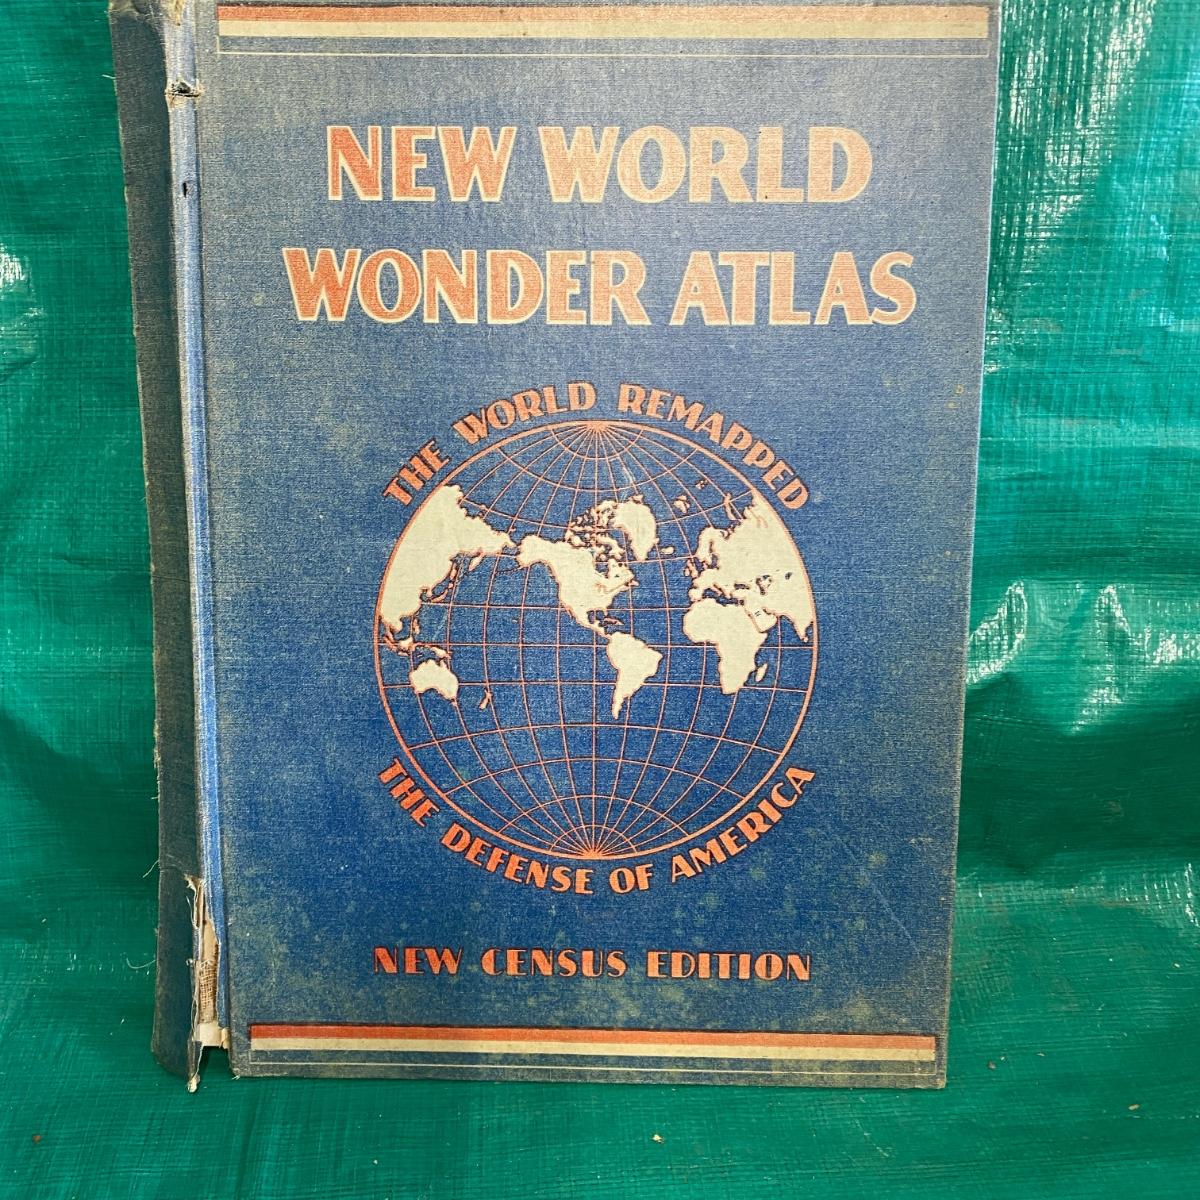 NEW WORLD
WONDER ATLAS
THE WORLD REMAPPED
THE DEFENSE OF AMERICA
NEW CENSUS EDITION